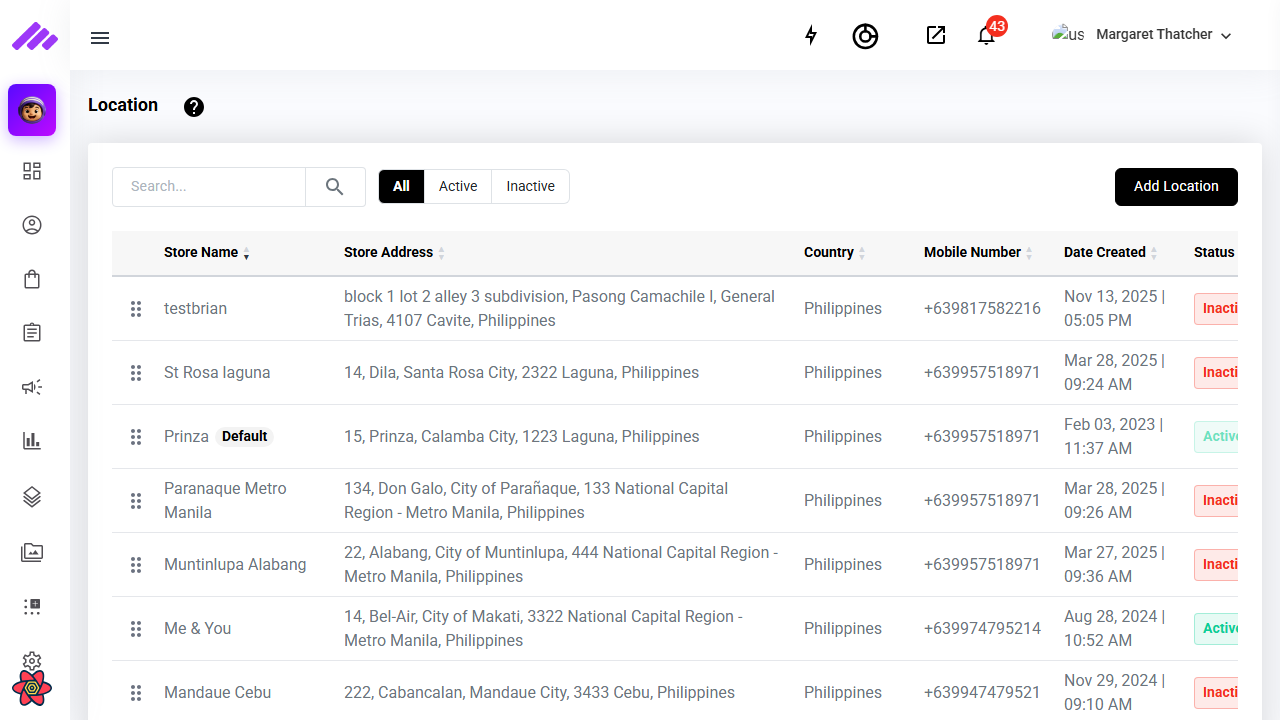 43
us
Margaret Thatcher
Location
Search...
All
Active
Inactive
Add Location
Store Name
Store Address
Country
Mobile Number
Date Created
Status
testbrian
block 1 lot 2 alley 3 subdivision, Pasong Camachile I, General
Trias, 4107 Cavite, Philippines
Philippines
+639817582216
Nov 13, 2025 |
05:05 PM
Inacti
St Rosa laguna
14, Dila, Santa Rosa City, 2322 Laguna, Philippines
Philippines
+639957518971
Mar 28, 2025 |
09:24 AM
Inacti
Prinza Default
15, Prinza, Calamba City, 1223 Laguna, Philippines
Philippines
+639957518971
Feb 03, 2023 |
11:37 AM
Active
Paranaque Metro
Manila
134, Don Galo, City of Parañaque, 133 National Capital
Region - Metro Manila, Philippines
Philippines
+639957518971
Mar 28, 2025 |
09:26 AM
Inacti
Muntinlupa Alabang
22, Alabang, City of Muntinlupa, 444 National Capital Region -
Metro Manila, Philippines
Philippines
+639957518971
Mar 27, 2025 |
09:36 AM
Inacti
Me & You
14, Bel-Air, City of Makati, 3322 National Capital Region -
Metro Manila, Philippines
Philippines
+639974795214
Aug 28, 2024 |
10:52 AM
Active
Mandaue Cebu
222, Cabancalan, Mandaue City, 3433 Cebu, Philippines
Philippines
+639947479521
Nov 29, 2024 |
09:10 AM
Inacti